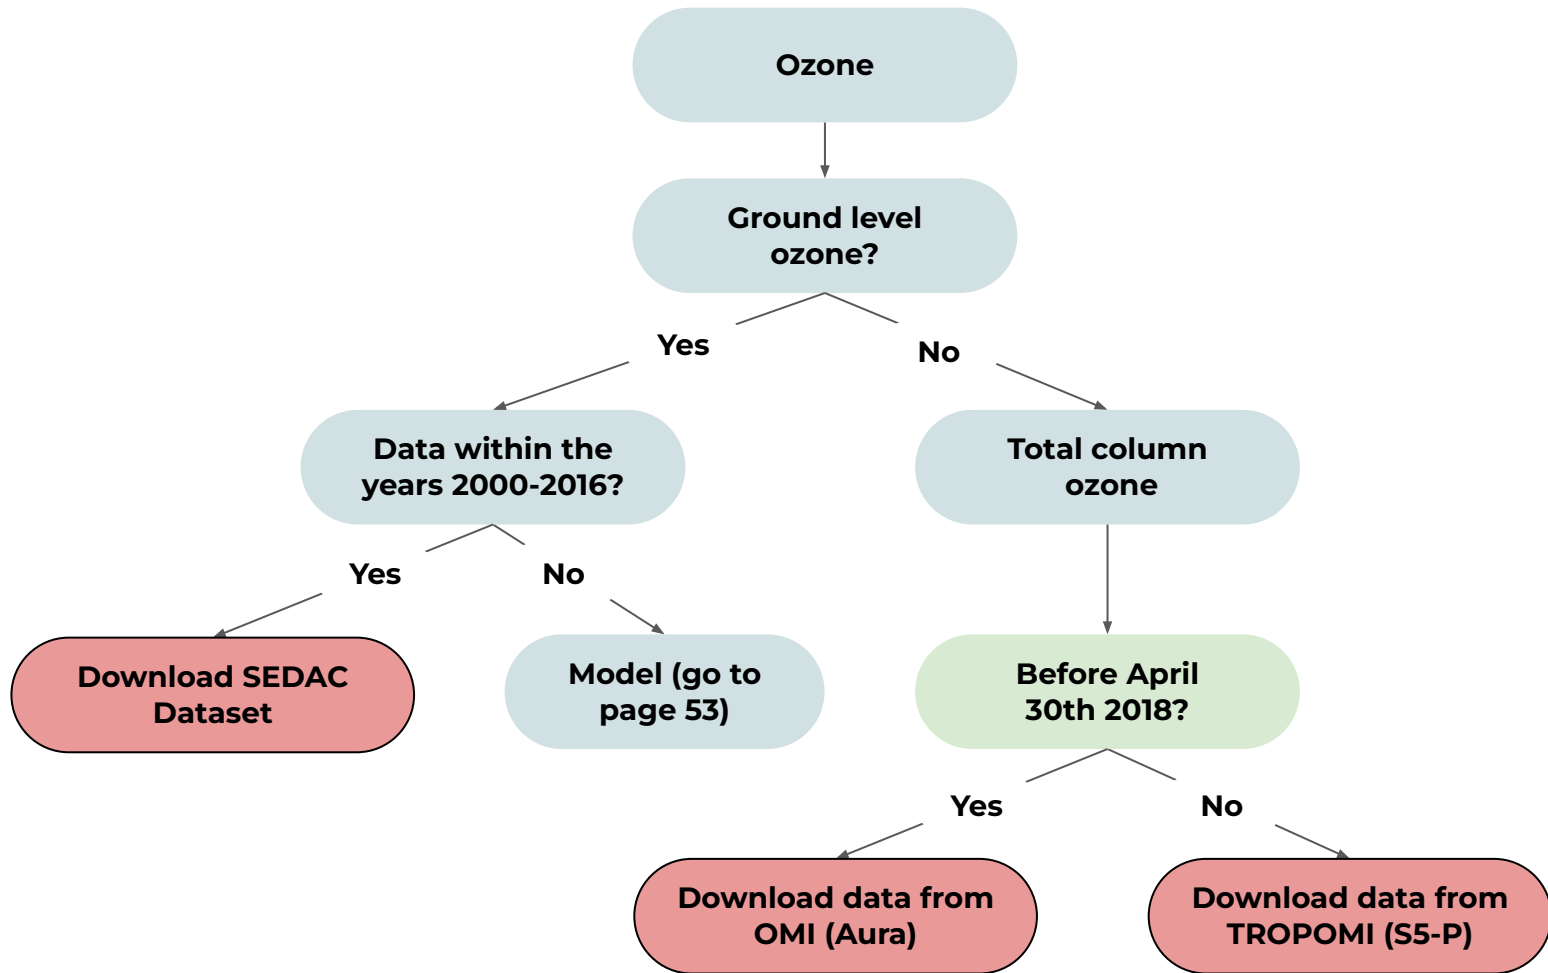 Ozone
Ground level
ozone?
Yes
No
Data within the
years 2000-2016?
Total column
ozone
Yes
No
Download SEDAC
Dataset
Model (go to
page 53)
Before April
30th 2018?
Yes
No
Download data from
OMI (Aura)
Download data from
TROPOMI (S5-P)